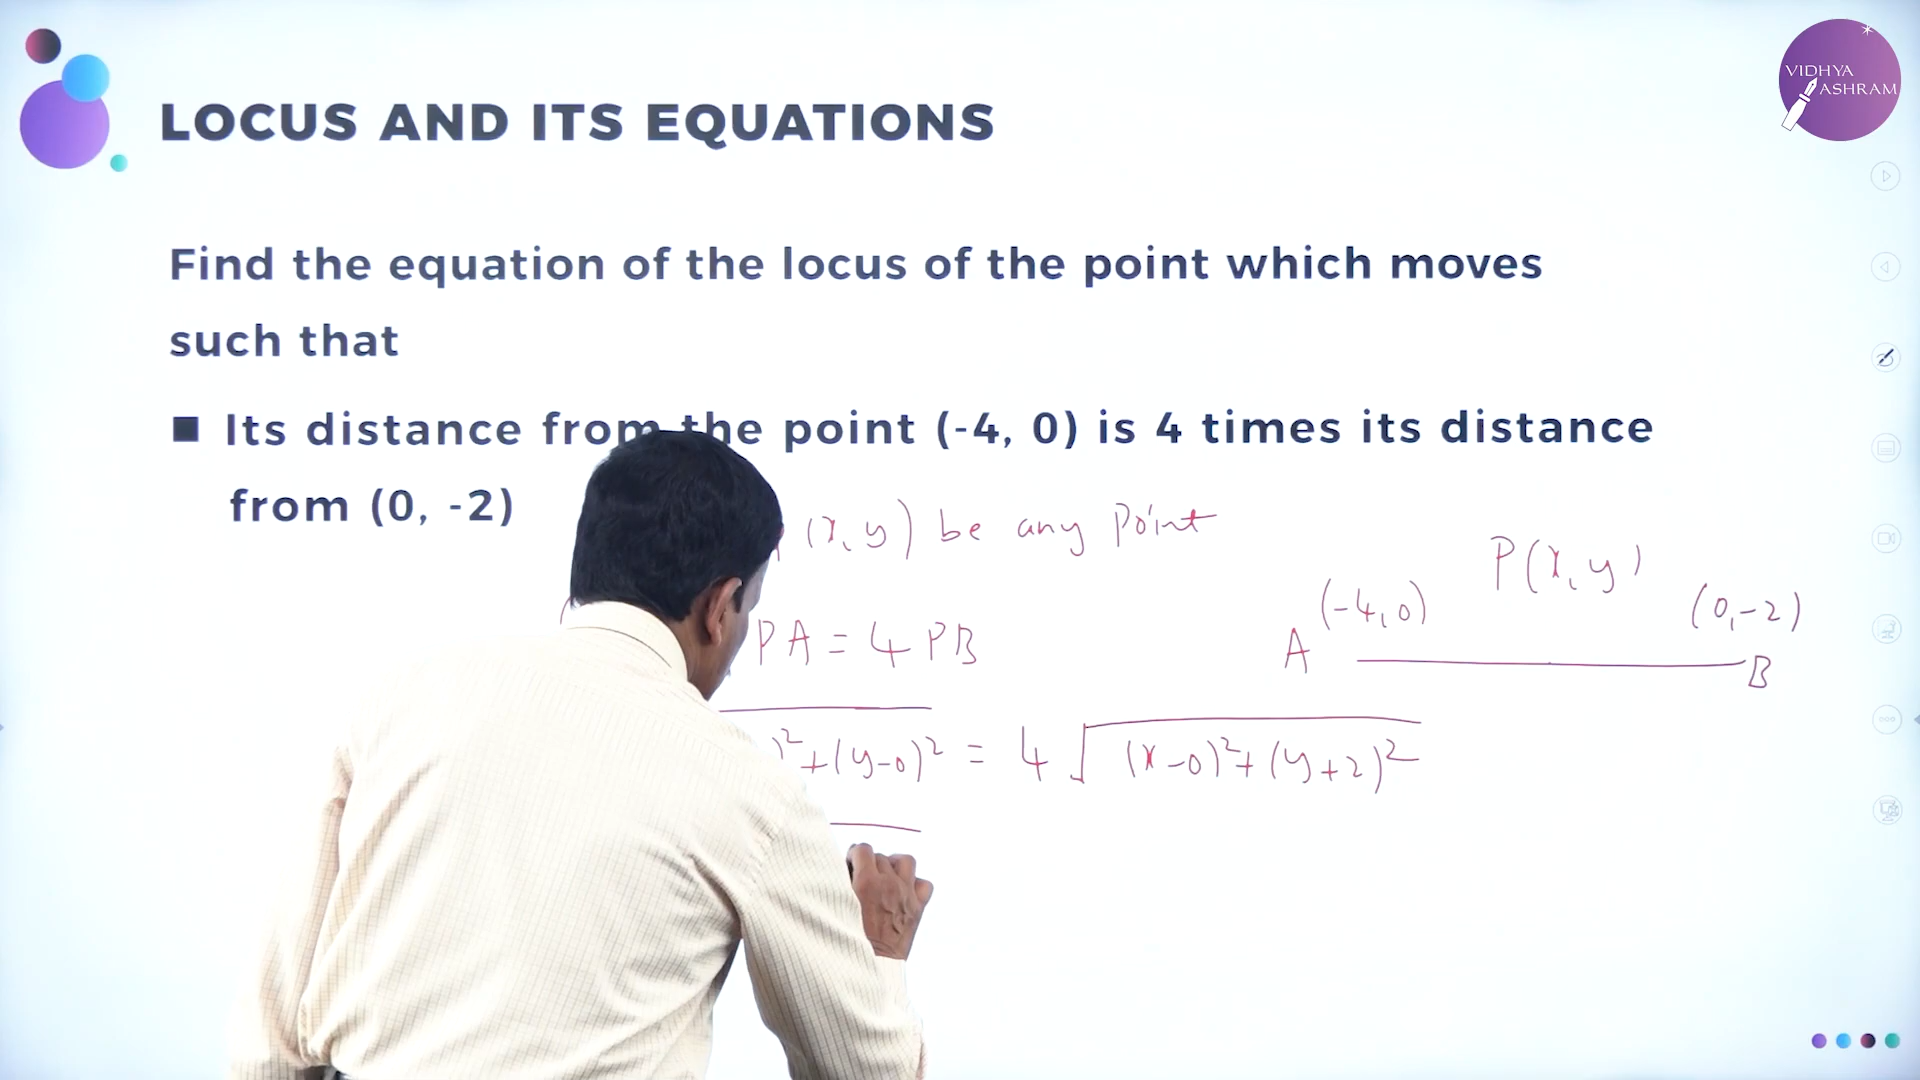 VIDHYA
ASHRAM
LOCUS AND ITS EQUATIONS
Find the equation of the locus of the point which moves
such that
■ Its distance from the point (-4, 0) is 4 times its distance
from (0, -2)
(x, y) be any point
P(x, y)
(-4, 0)
(0, -2)
PA = 4 PB
A
B
)²+(y-0)² = 4√(x-0)²+(y+2)²